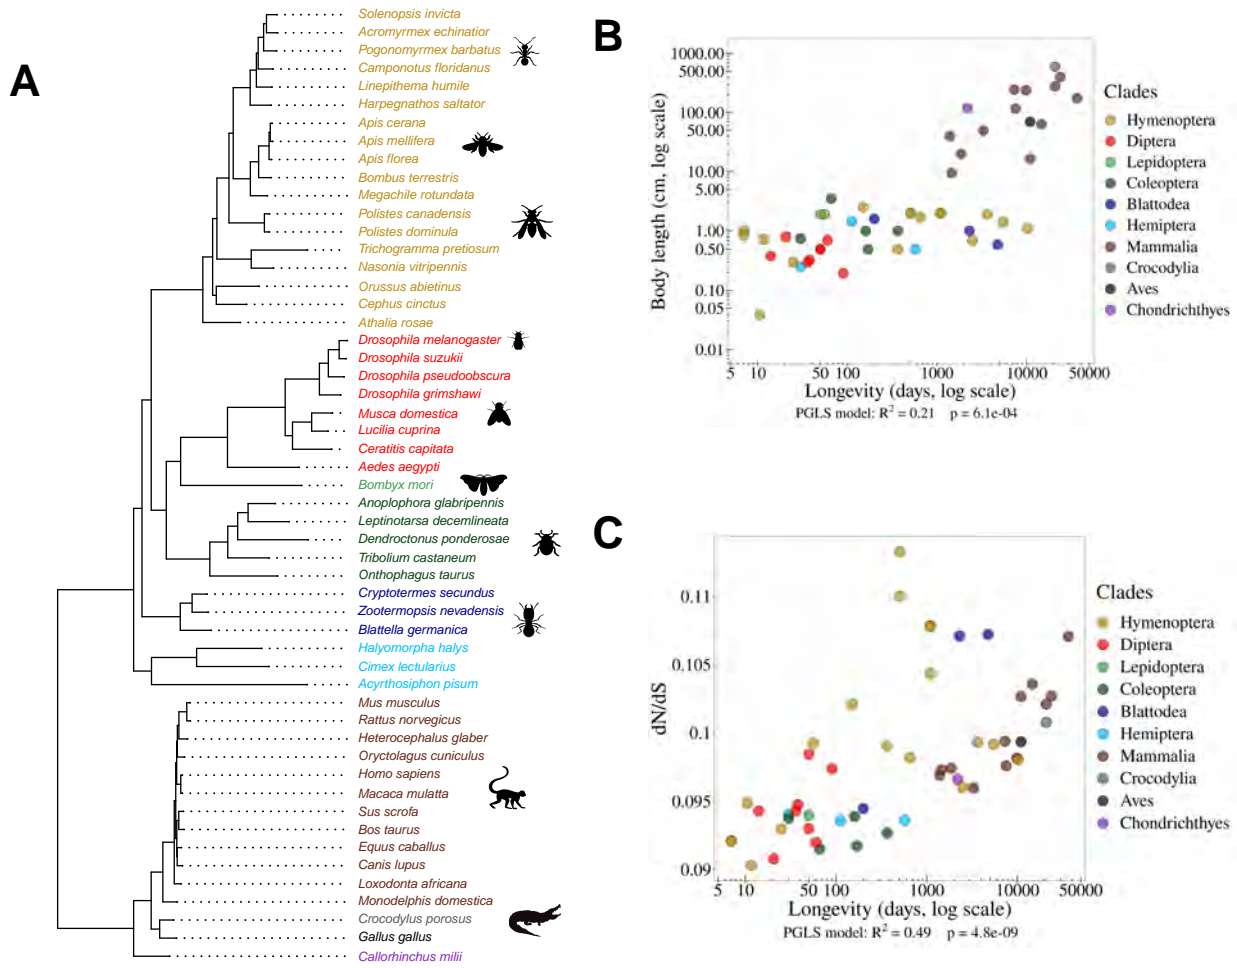 A
Solenopsis invicta
Acromyrmex echinatior
Pogonomyrmex barbatus
Camponotus floridanus
Linepithema humile
Harpegnathos saltator
Apis cerana
Apis mellifera
Apis florea
Bombus terrestris
Megachile rotundata
Polistes canadensis
Polistes dominula
Trichogramma pretiosum
Nasonia vitripennis
Orussus abietinus
Cephus cinctus
Athalia rosae
Drosophila melanogaster
Drosophila suzukii
Drosophila pseudoobscura
Drosophila grimshawi
Musca domestica
Lucilia cuprina
Ceratitis capitata
Aedes aegypti
Bombyx mori
Anoplophora glabripennis
Leptinotarsa decemlineata
Dendroctonus ponderosae
Tribolium castaneum
Onthophagus taurus
Cryptotermes secundus
Zootermopsis nevadensis
Blattella germanica
Halyomorpha halys
Cimex lectularius
Acyrthosiphon pisum
Mus musculus
Rattus norvegicus
Heterocephalus glaber
Oryctolagus cuniculus
Homo sapiens
Macaca mulatta
Sus scrofa
Bos taurus
Equus caballus
Canis lupus
Loxodonta africana
Monodelphis domestica
Crocodylus porosus
Gallus gallus
Callorhinchus milii
B
Body length (cm, log scale)
1000.00
500.00
100.00
50.00
10.00
5.00
1.00
0.50
0.10
0.05
0.01
5 10 50 100 1000 10000 50000
Longevity (days, log scale)
PGLS model: R² = 0.21 p = 6.1e-04
Clades
Hymenoptera
Diptera
Lepidoptera
Coleoptera
Blattodea
Hemiptera
Mammalia
Crocodylia
Aves
Chondrichthyes
C
dN/dS
0.11
0.105
0.1
0.095
0.09
5 10 50 100 1000 10000 50000
Longevity (days, log scale)
PGLS model: R² = 0.49 p = 4.8e-09
Clades
Hymenoptera
Diptera
Lepidoptera
Coleoptera
Blattodea
Hemiptera
Mammalia
Crocodylia
Aves
Chondrichthyes